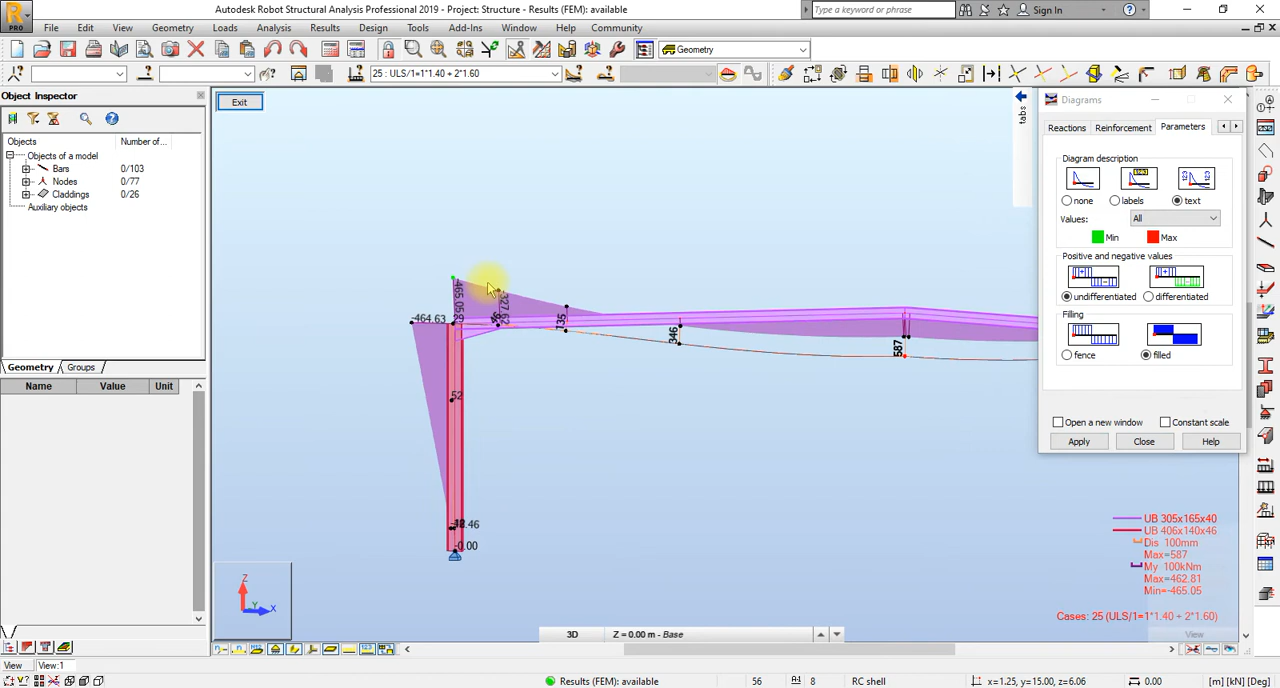 PRO
Autodesk Robot Structural Analysis Professional 2019 - Project: Structure - Results (FEM): available
Type a keyword or phrase
Sign In
File Edit View Geometry Loads Analysis Results Tools Design Add-Ins Window Help Community
Geometry
25 : ULS/1=1*1.40 + 2*1.60
Object Inspector
Objects Number of...
Objects of a model
Bars 0/103
Nodes 0/77
Claddings 0/26
Auxiliary objects
Geometry Groups
Name Value Unit
Exit
tabs
Diagrams
Reactions Reinforcement Parameters
Diagram description
none labels text
Values: All
Min Max
Positive and negative values
undifferentiated differentiated
Filling
fence filled
Open a new window Constant scale
Apply Close Help
-464.63
46
135
346
587
52
-0.00
UB 305x165x40
UB 406x140x46
Dis 100mm
Max=587
My 100kNm
Max=462.81
Min=-465.05
Cases: 25 (ULS/1=1*1.40 + 2*1.60)
Z
Y
X
3D Z = 0.00 m - Base
View
View View:1
Results (FEM): available 56 8 RC shell x=1.25, y=15.00, z=6.06 0.00 [m] [kN] [Deg]